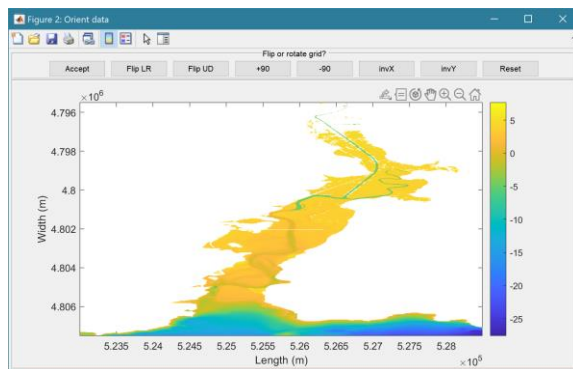 Figure 2: Orient data
Flip or rotate grid?
Accept Flip LR Flip UD +90 -90 invX invY Reset
×10⁶
4.796
4.798
4.8
4.802
4.804
4.806
Width (m)
5
0
-5
-10
-15
-20
-25
5.235 5.24 5.245 5.25 5.255 5.26 5.265 5.27 5.275 5.28
Length (m)
×10⁵